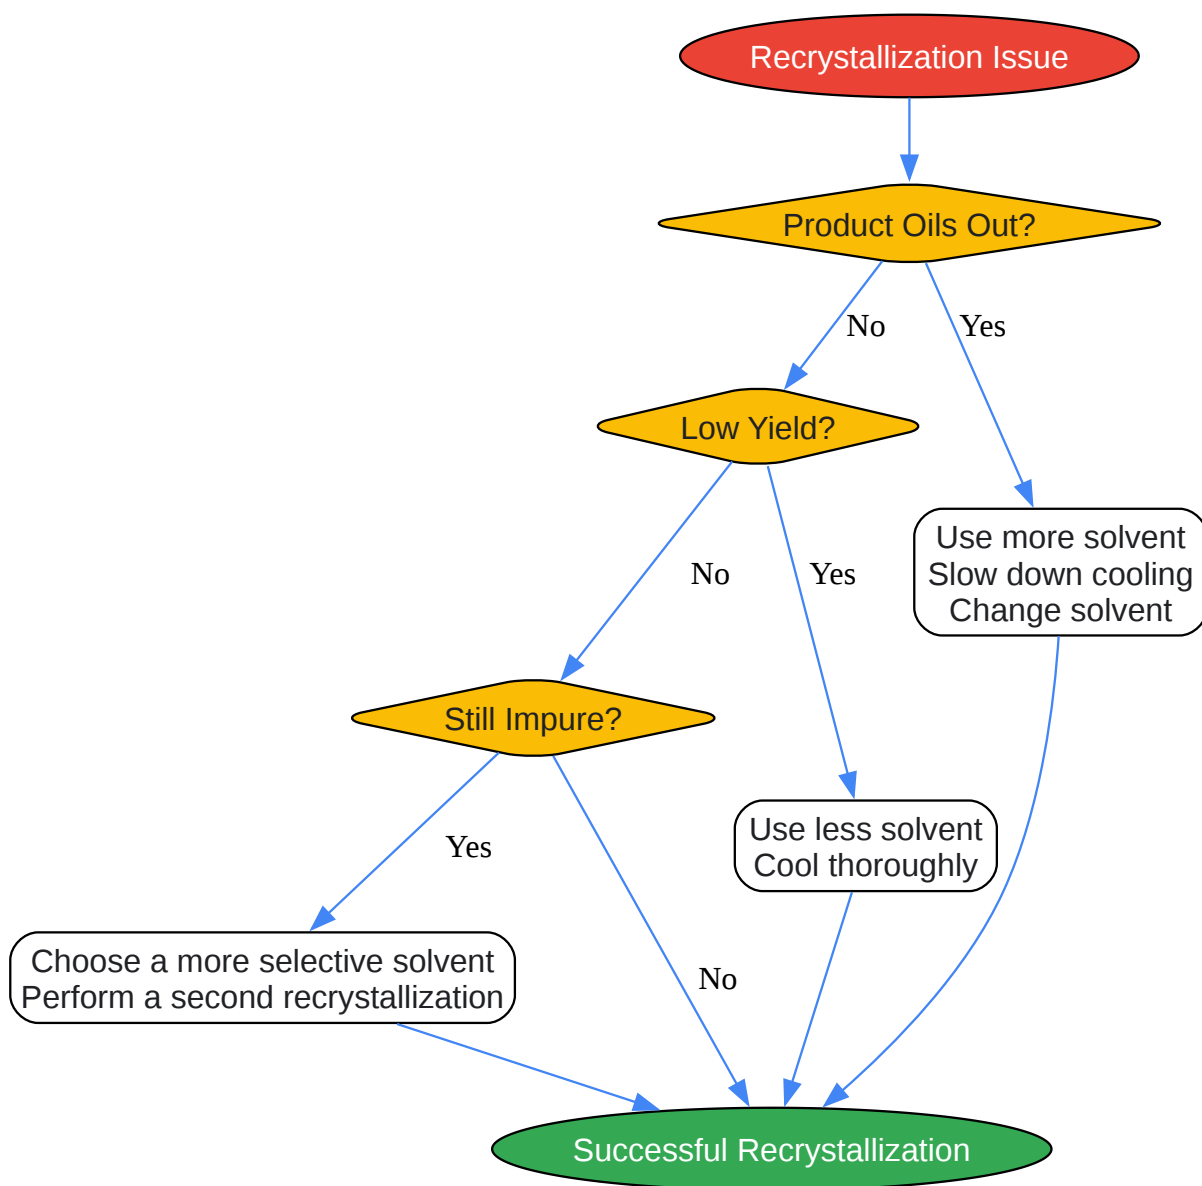 Recrystallization Issue
Product Oils Out?
No
Yes
Low Yield?
Use more solvent
Slow down cooling
Change solvent
No
Yes
Still Impure?
Use less solvent
Cool thoroughly
Yes
Choose a more selective solvent
Perform a second recrystallization
No
Successful Recrystallization